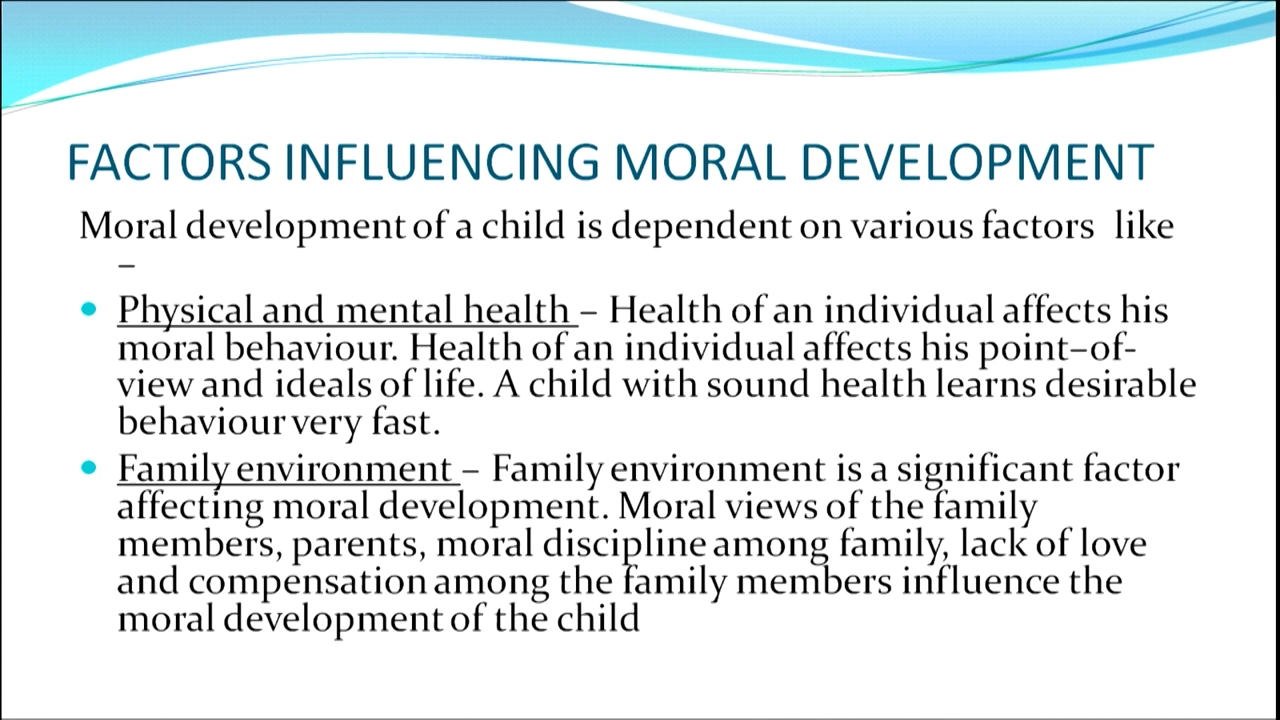 FACTORS INFLUENCING MORAL DEVELOPMENT
Moral development of a child is dependent on various factors like
–
• Physical and mental health – Health of an individual affects his
moral behaviour. Health of an individual affects his point–of-
view and ideals of life. A child with sound health learns desirable
behaviour very fast.
• Family environment – Family environment is a significant factor
affecting moral development. Moral views of the family
members, parents, moral discipline among family, lack of love
and compensation among the family members influence the
moral development of the child